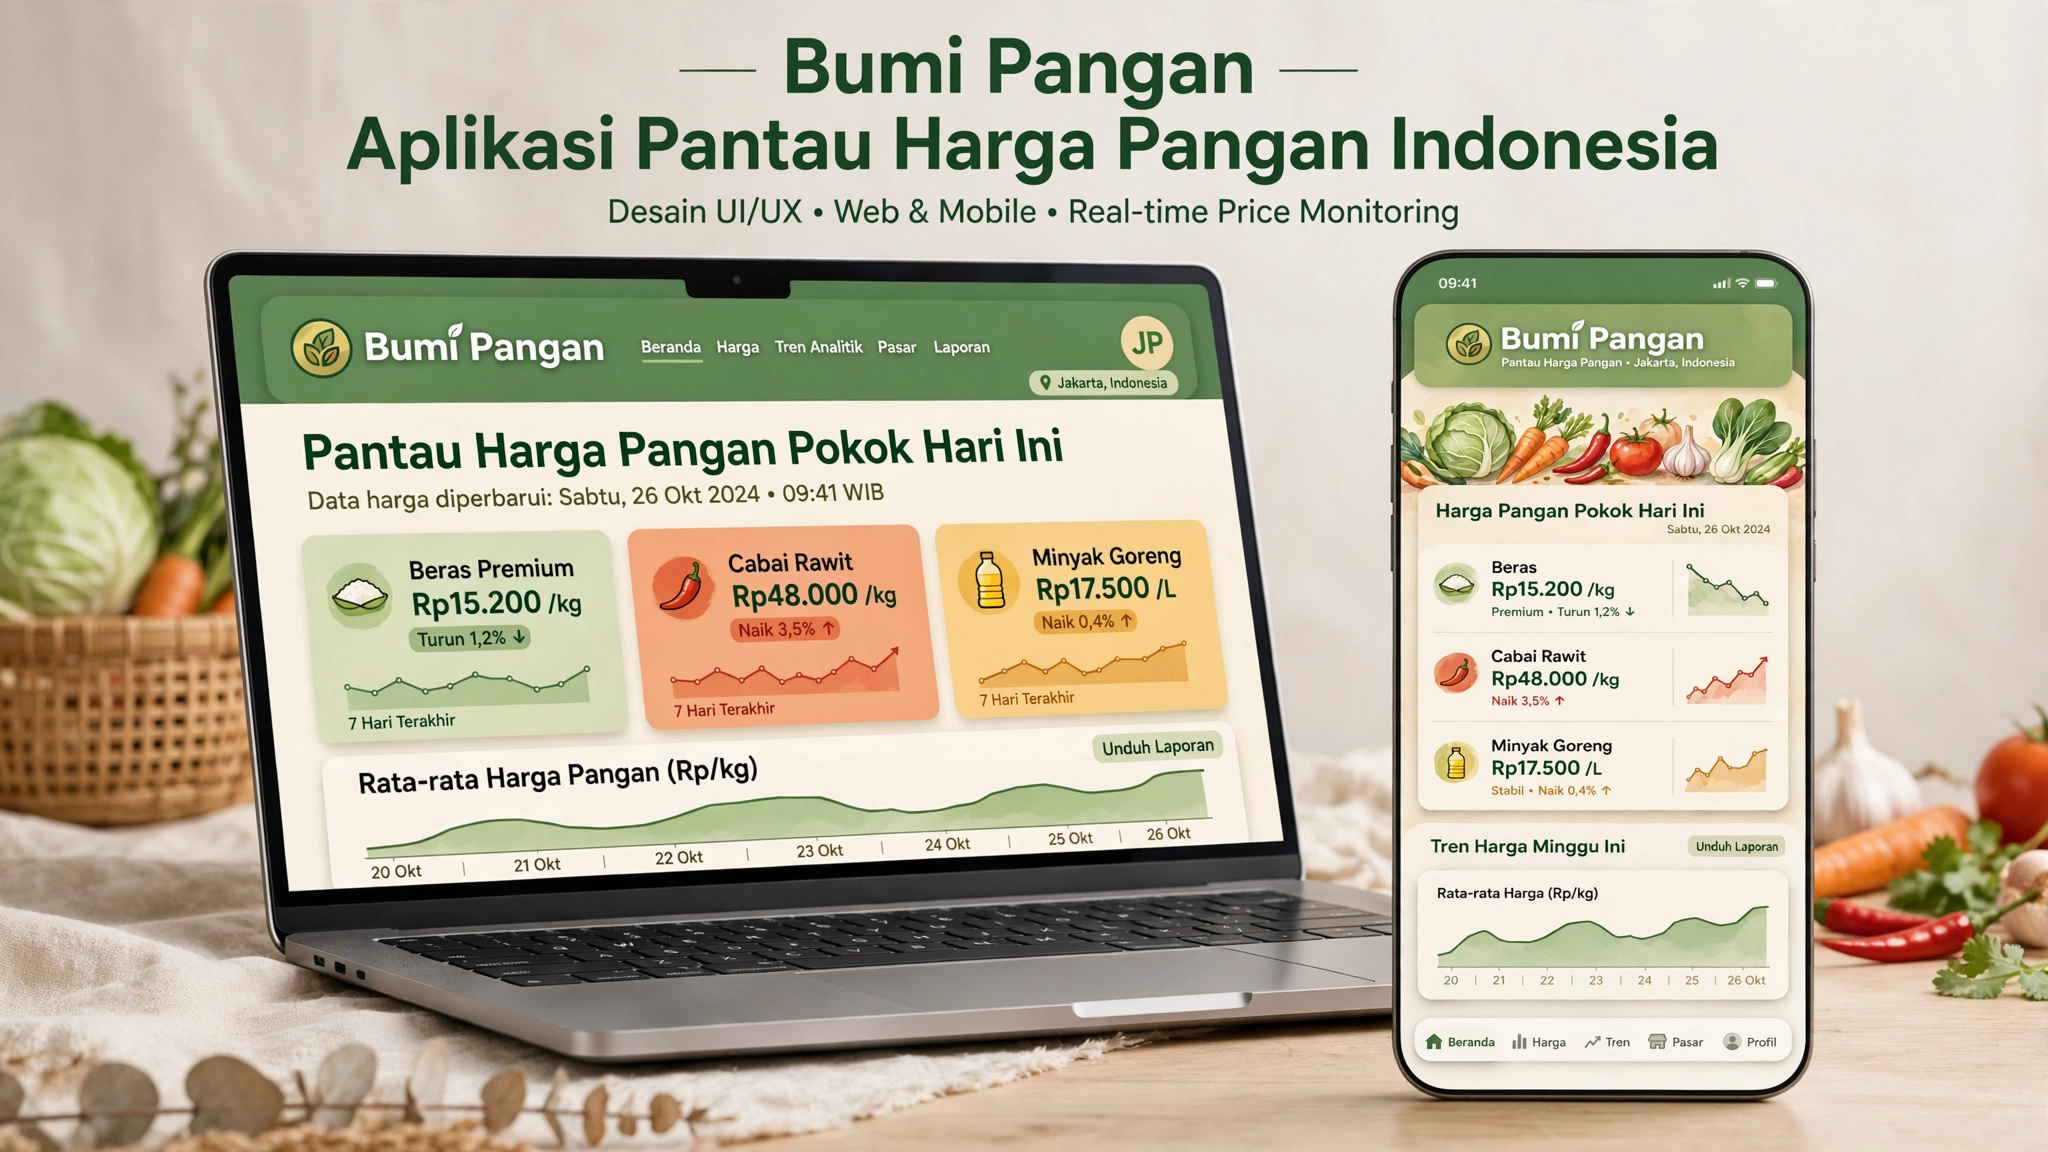 Bumi Pangan
Aplikasi Pantau Harga Pangan Indonesia
Desain UI/UX • Web & Mobile • Real-time Price Monitoring
Bumi Pangan
Beranda Harga Tren Analitik Pasar Laporan
JP
Jakarta, Indonesia
Pantau Harga Pangan Pokok Hari Ini
Data harga diperbarui: Sabtu, 26 Okt 2024 • 09:41 WIB
Beras Premium
Rp15.200 /kg
Turun 1,2% ↓
7 Hari Terakhir
Cabai Rawit
Rp48.000 /kg
Naik 3,5% ↑
7 Hari Terakhir
Minyak Goreng
Rp17.500 /L
Naik 0,4% ↑
7 Hari Terakhir
Rata-rata Harga Pangan (Rp/kg)
Unduh Laporan
20 Okt | 21 Okt | 22 Okt | 23 Okt | 24 Okt | 25 Okt | 26 Okt
09:41
Bumi Pangan
Pantau Harga Pangan • Jakarta, Indonesia
Harga Pangan Pokok Hari Ini
Sabtu, 26 Okt 2024
Beras
Rp15.200 /kg
Premium • Turun 1,2% ↓
Cabai Rawit
Rp48.000 /kg
Naik 3,5% ↑
Minyak Goreng
Rp17.500 /L
Stabil • Naik 0,4% ↑
Tren Harga Minggu Ini
Unduh Laporan
Rata-rata Harga (Rp/kg)
20 | 21 | 22 | 23 | 24 | 25 | 26 Okt
Beranda Harga Tren Pasar Profil